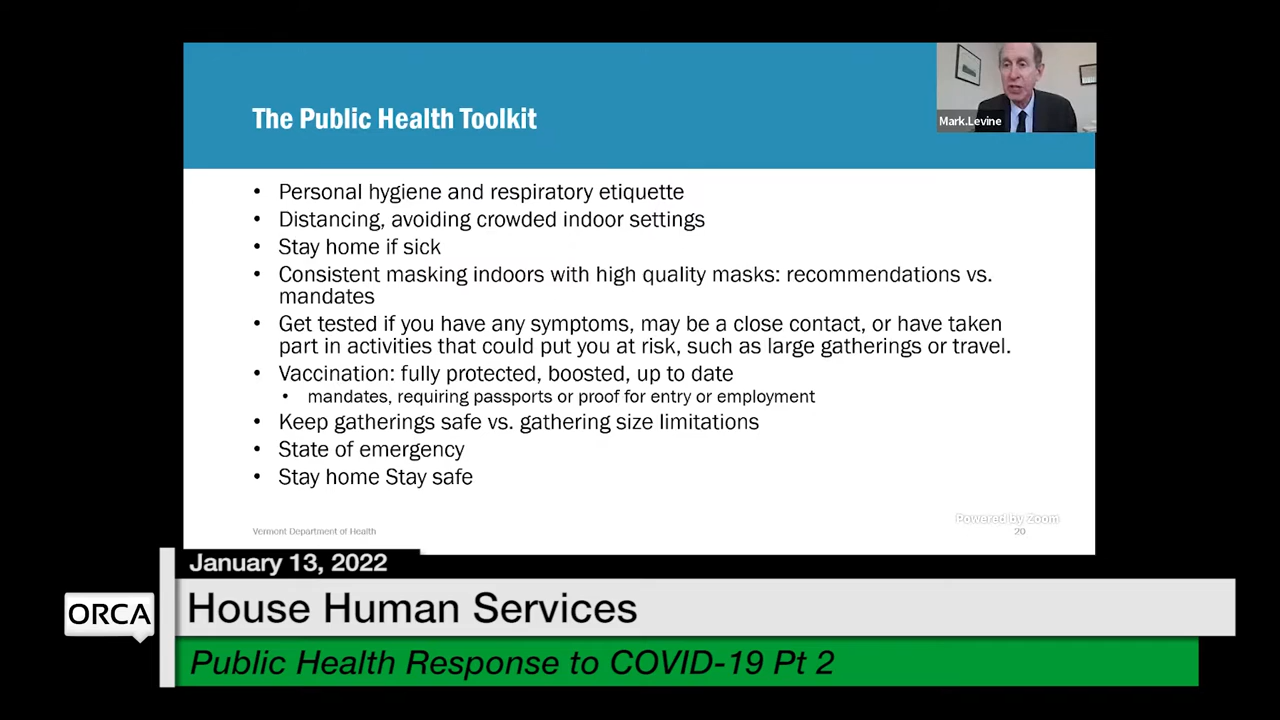 The Public Health Toolkit
Mark.Levine
• Personal hygiene and respiratory etiquette
• Distancing, avoiding crowded indoor settings
• Stay home if sick
• Consistent masking indoors with high quality masks: recommendations vs.
mandates
• Get tested if you have any symptoms, may be a close contact, or have taken
part in activities that could put you at risk, such as large gatherings or travel.
• Vaccination: fully protected, boosted, up to date
• mandates, requiring passports or proof for entry or employment
• Keep gatherings safe vs. gathering size limitations
• State of emergency
• Stay home Stay safe
Powered by Zoom
Vermont Department of Health
20
January 13, 2022
ORCA
House Human Services
Public Health Response to COVID-19 Pt 2